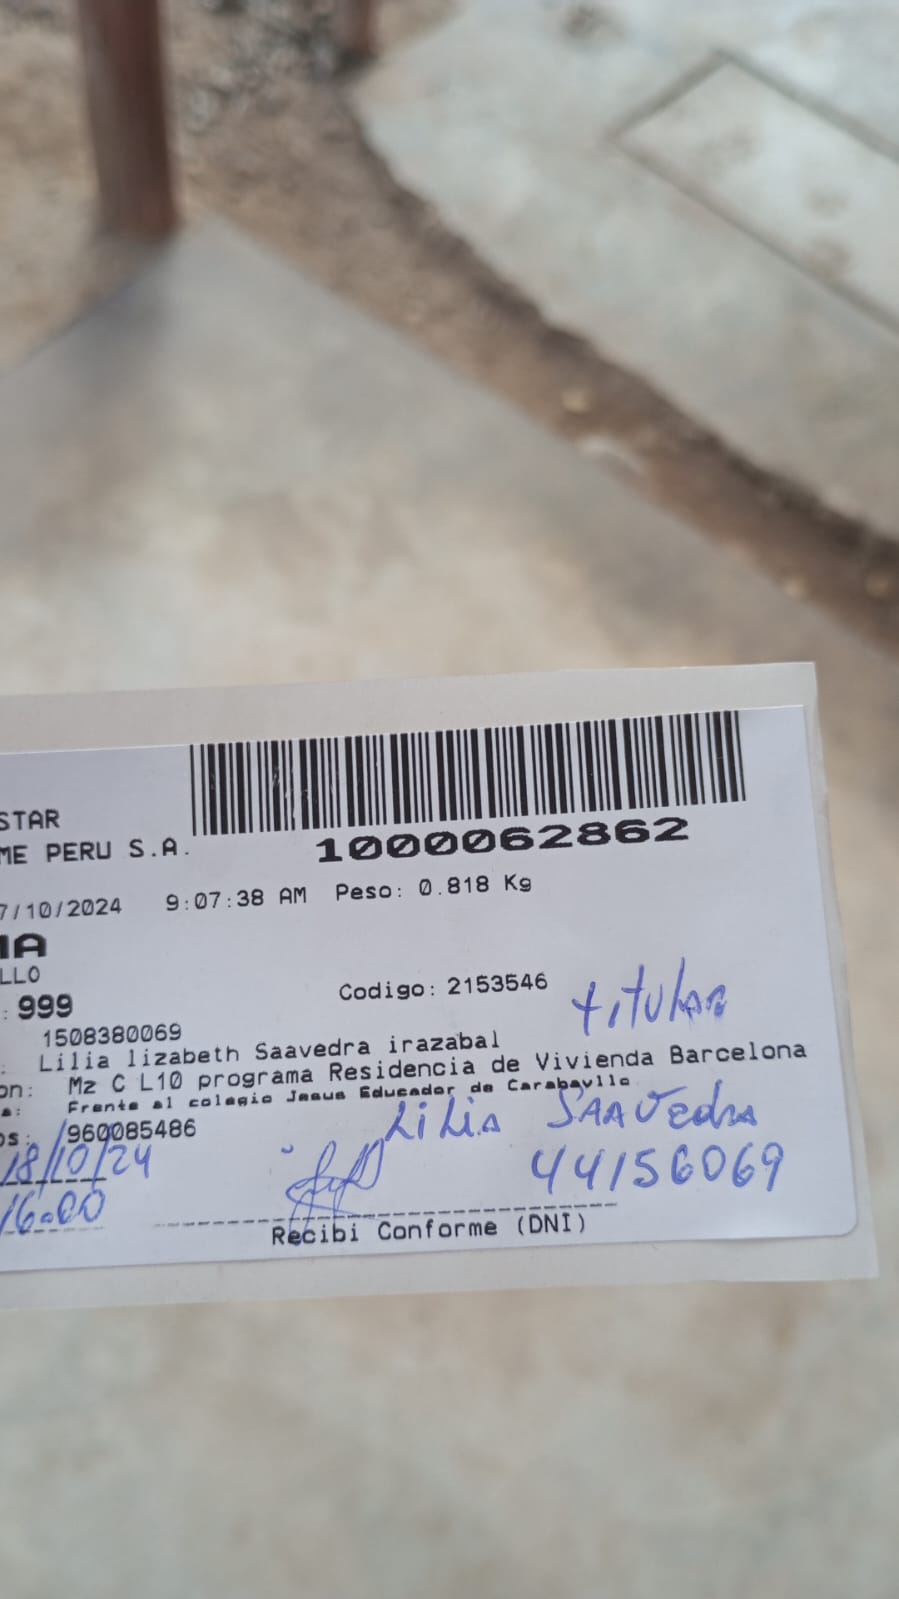 STAR
ME PERU S.A.
1000062862
7/10/2024 9:07:38 AM Peso: 0.818 Kg
IA
LLO
: 999 Codigo: 2153546 titular
1508380069
: Lilia lizabeth Saavedra irazabal
on: Mz C L10 programa Residencia de Vivienda Barcelona
a: Frente al colegio Jesus Educador de Carabayllo
os: 960085486 LiLia SAAVedra
18/10/24 44156069
16:00
Recibi Conforme (DNI)